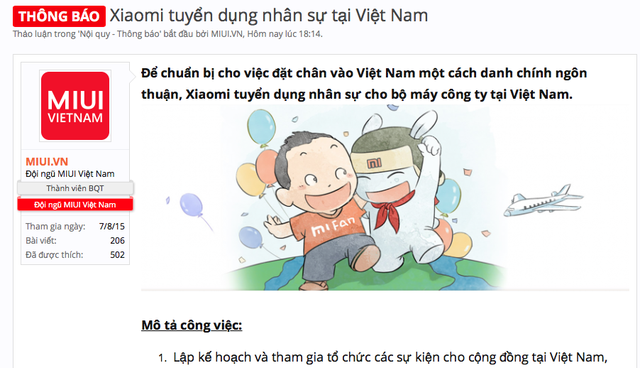 THÔNG BÁO Xiaomi tuyển dụng nhân sự tại Việt Nam
Thảo luận trong 'Nội quy - Thông báo' bắt đầu bởi MIUI.VN, Hôm nay lúc 18:14.
Để chuẩn bị cho việc đặt chân vào Việt Nam một cách danh chính ngôn
thuận, Xiaomi tuyển dụng nhân sự cho bộ máy công ty tại Việt Nam.
MIUI
VIETNAM
MIUI.VN
Đội ngũ MIUI Việt Nam
Thành viên BQT
Đội ngũ MIUI Việt Nam
Tham gia ngày: 7/8/15
Bài viết: 206
Đã được thích: 502
mi
mi fan
Mô tả công việc:
1. Lập kế hoạch và tham gia tổ chức các sự kiện cho cộng đồng tại Việt Nam,